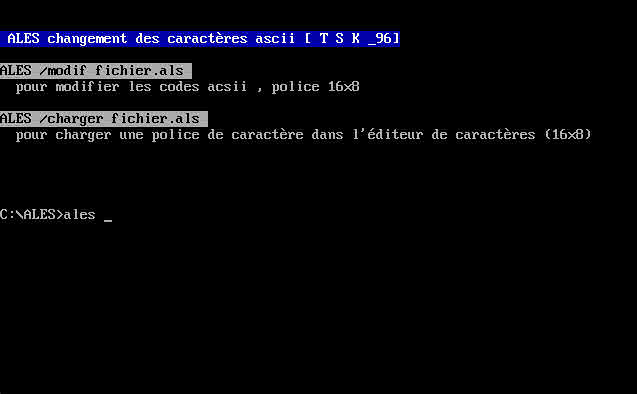 ALES changement des caractères ascii [ T S K _96]
ALES /modif fichier.als
pour modifier les codes acsii , police 16x8
ALES /charger fichier.als
pour charger une police de caractère dans l'éditeur de caractères (16x8)
C:\ALES>ales _